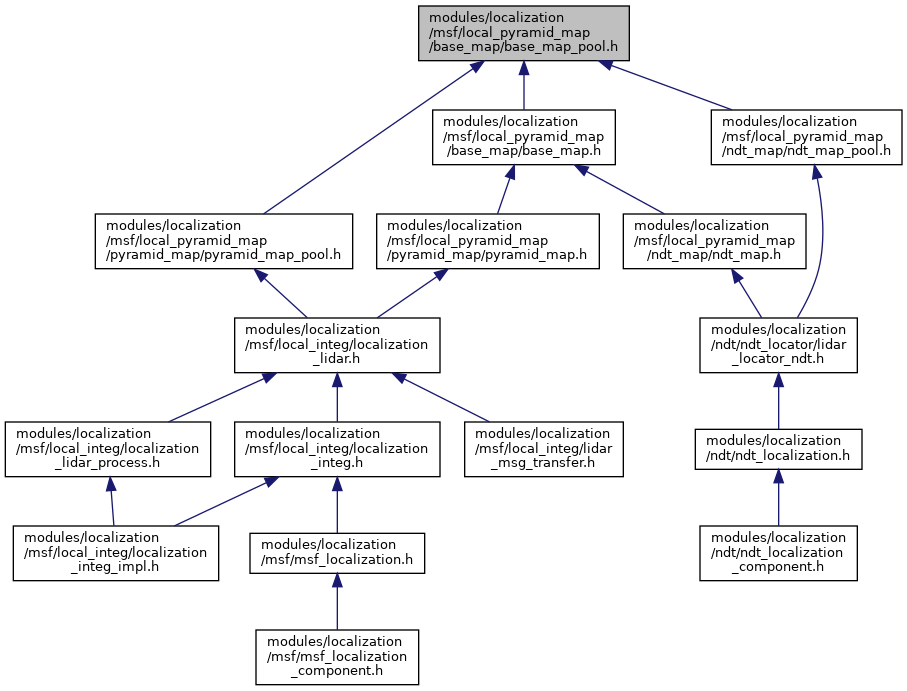 modules/localization
/msf/local_pyramid_map
/base_map/base_map_pool.h
modules/localization
/msf/local_pyramid_map
/base_map/base_map.h
modules/localization
/msf/local_pyramid_map
/ndt_map/ndt_map_pool.h
modules/localization
/msf/local_pyramid_map
/pyramid_map/pyramid_map_pool.h
modules/localization
/msf/local_pyramid_map
/pyramid_map/pyramid_map.h
modules/localization
/msf/local_pyramid_map
/ndt_map/ndt_map.h
modules/localization
/msf/local_integ/localization
_lidar.h
modules/localization
/ndt/ndt_locator/lidar
_locator_ndt.h
modules/localization
/msf/local_integ/localization
_lidar_process.h
modules/localization
/msf/local_integ/localization
_integ.h
modules/localization
/msf/local_integ/lidar
_msg_transfer.h
modules/localization
/ndt/ndt_localization.h
modules/localization
/msf/local_integ/localization
_integ_impl.h
modules/localization
/msf/msf_localization.h
modules/localization
/ndt/ndt_localization
_component.h
modules/localization
/msf/msf_localization
_component.h